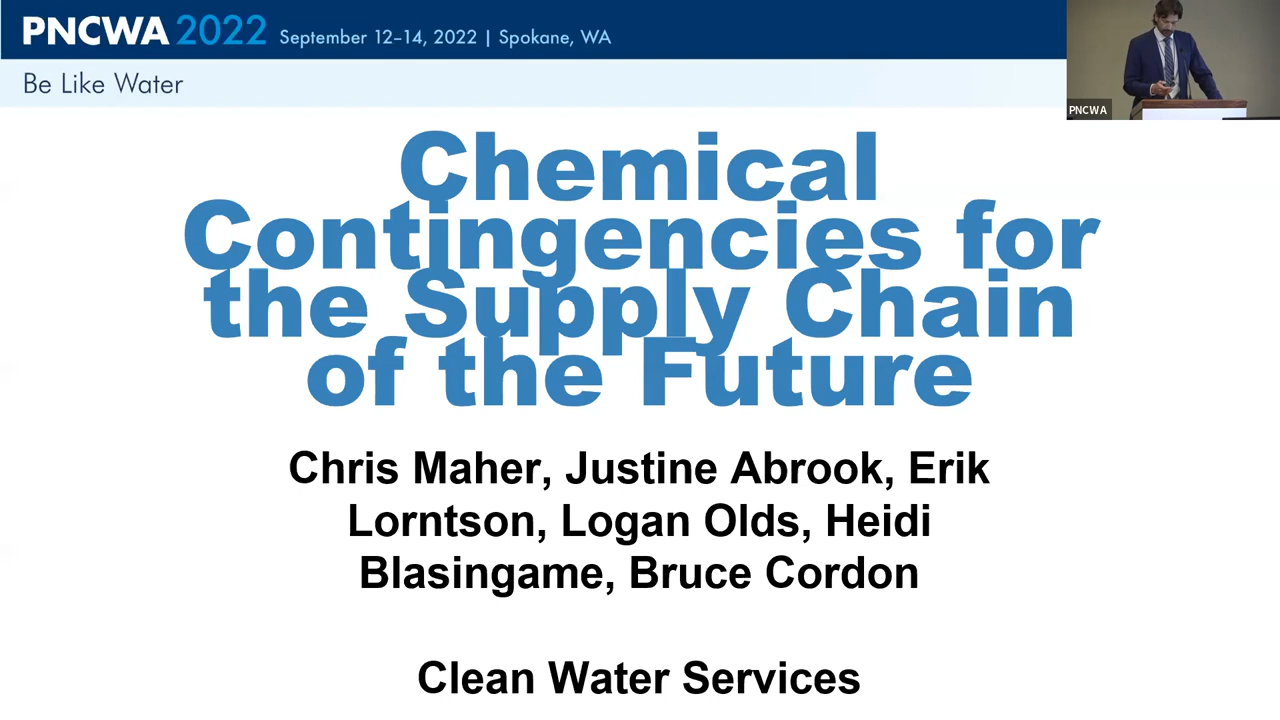 PNCWA 2022 September 12–14, 2022 | Spokane, WA
Be Like Water
PNCWA
Chemical
Contingencies for
the Supply Chain
of the Future
Chris Maher, Justine Abrook, Erik
Lorntson, Logan Olds, Heidi
Blasingame, Bruce Cordon
Clean Water Services